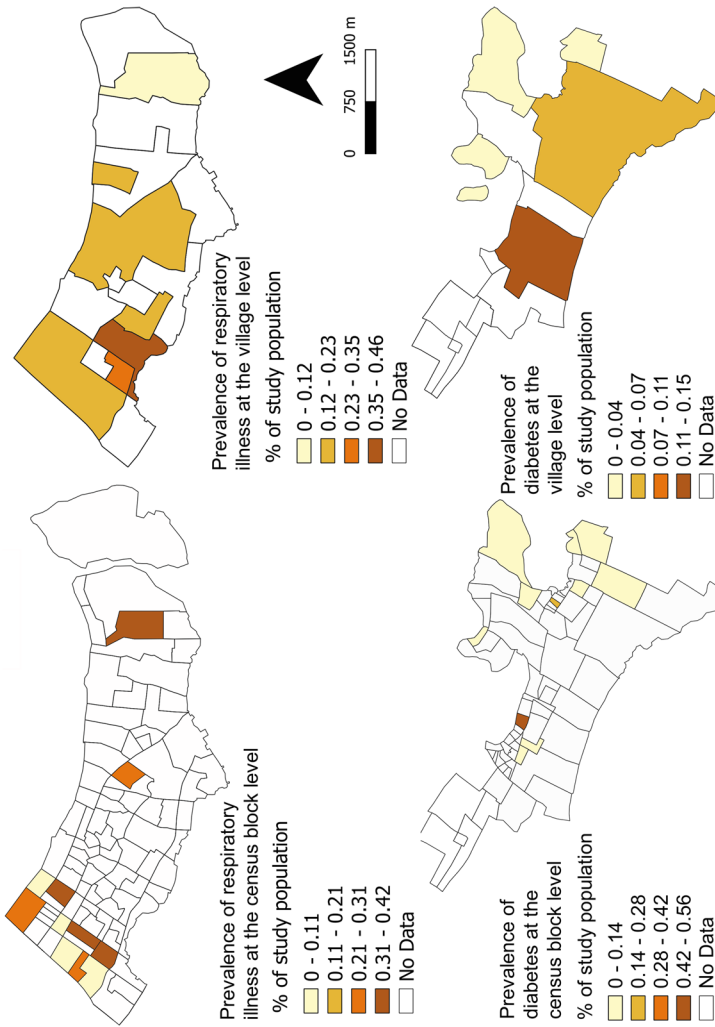 Prevalence of respiratory
illness at the census block level
% of study population
0 - 0.11
0.11 - 0.21
0.21 - 0.31
0.31 - 0.42
No Data
Prevalence of respiratory
illness at the village level
% of study population
0 - 0.12
0.12 - 0.23
0.23 - 0.35
0.35 - 0.46
No Data
0 750 1500 m
Prevalence of
diabetes at the
census block level
% of study population
0 - 0.14
0.14 - 0.28
0.28 - 0.42
0.42 - 0.56
No Data
Prevalence of
diabetes at the
village level
% of study population
0 - 0.04
0.04 - 0.07
0.07 - 0.11
0.11 - 0.15
No Data